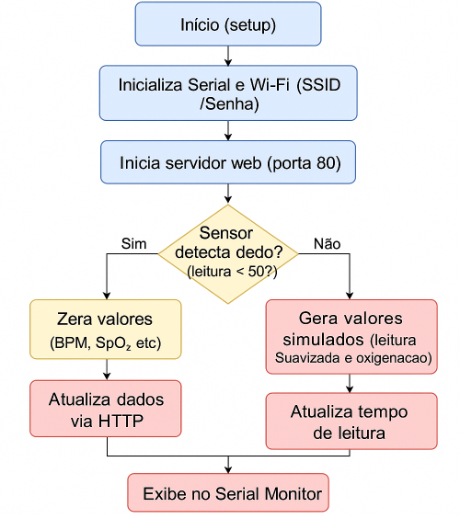 Início (setup)
Inicializa Serial e Wi-Fi (SSID
/Senha)
Inicia servidor web (porta 80)
Sensor
detecta dedo?
(leitura < 50?)
Sim
Não
Zera valores
(BPM, SpO₂ etc)
Gera valores
simulados (leitura
Suavizada e oxigenacao)
Atualiza dados
via HTTP
Atualiza tempo
de leitura
Exibe no Serial Monitor